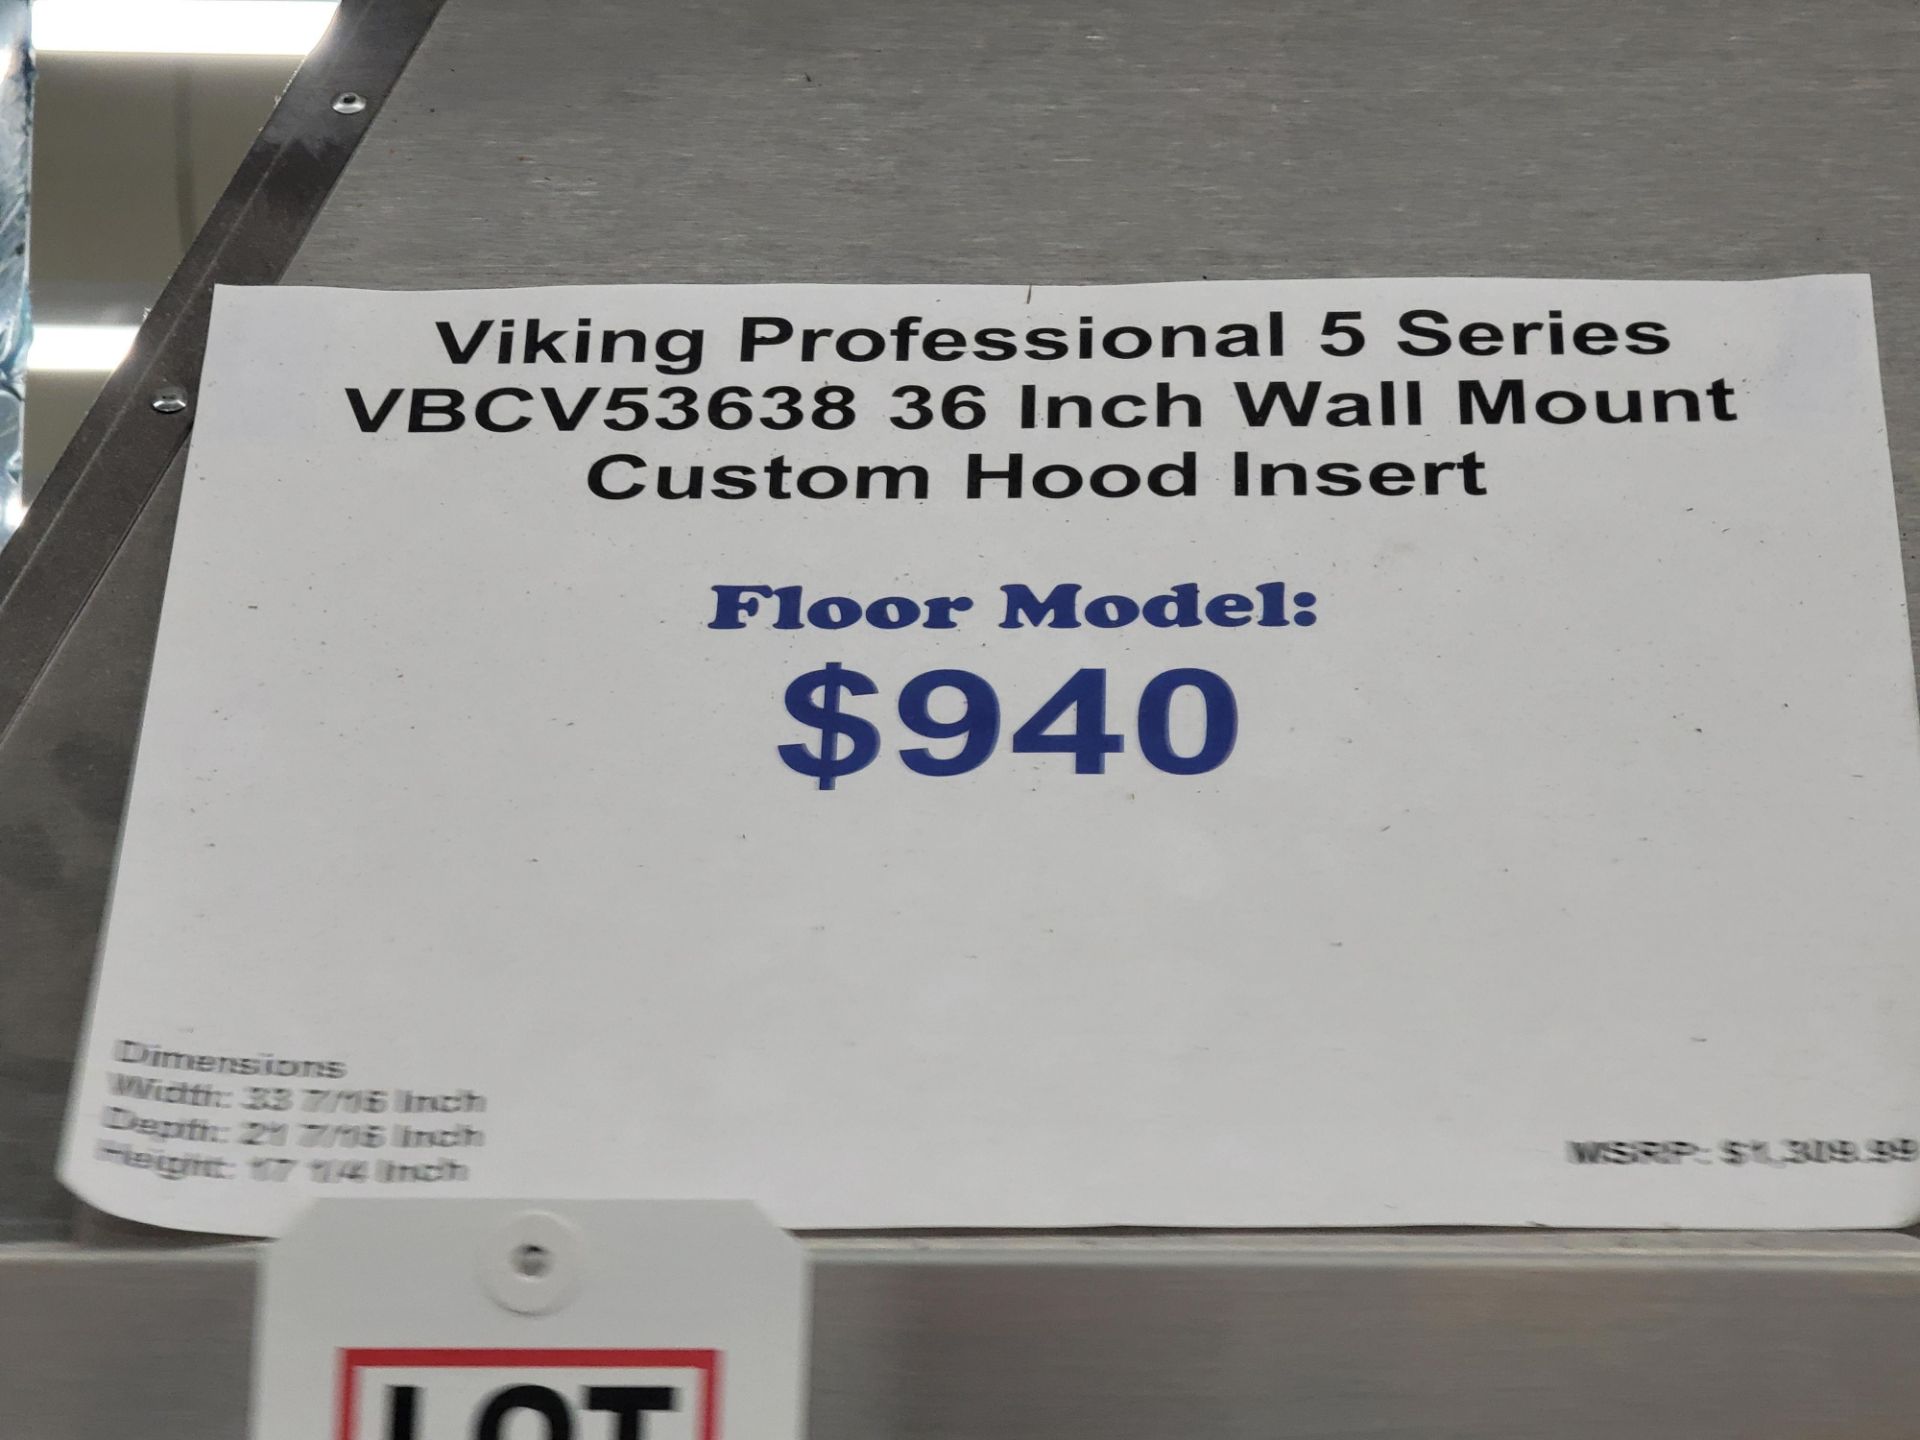 Viking Professional 5 Series
VBCV53638 36 Inch Wall Mount
Custom Hood Insert
Floor Model:
$940
Dimensions
Width: 33 7/16 Inch
Depth: 21 7/16 Inch
Height: 17 1/4 Inch
MSRP: $1,309.99
LOT